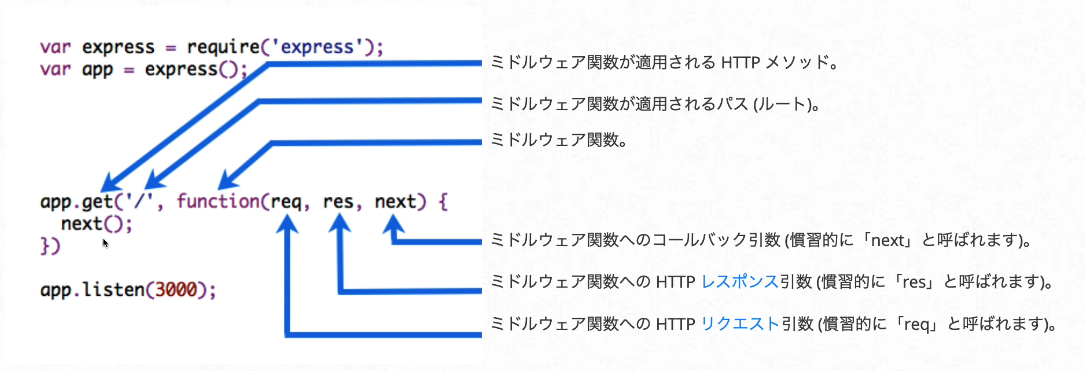 var express = require('express');
var app = express();
ミドルウェア関数が適用される HTTP メソッド。
ミドルウェア関数が適用されるパス (ルート)。
ミドルウェア関数。
app.get('/', function(req, res, next) {
next();
})
ミドルウェア関数へのコールバック引数 (慣習的に「next」と呼ばれます)。
app.listen(3000);
ミドルウェア関数への HTTP レスポンス引数 (慣習的に「res」と呼ばれます)。
ミドルウェア関数への HTTP リクエスト引数 (慣習的に「req」と呼ばれます)。